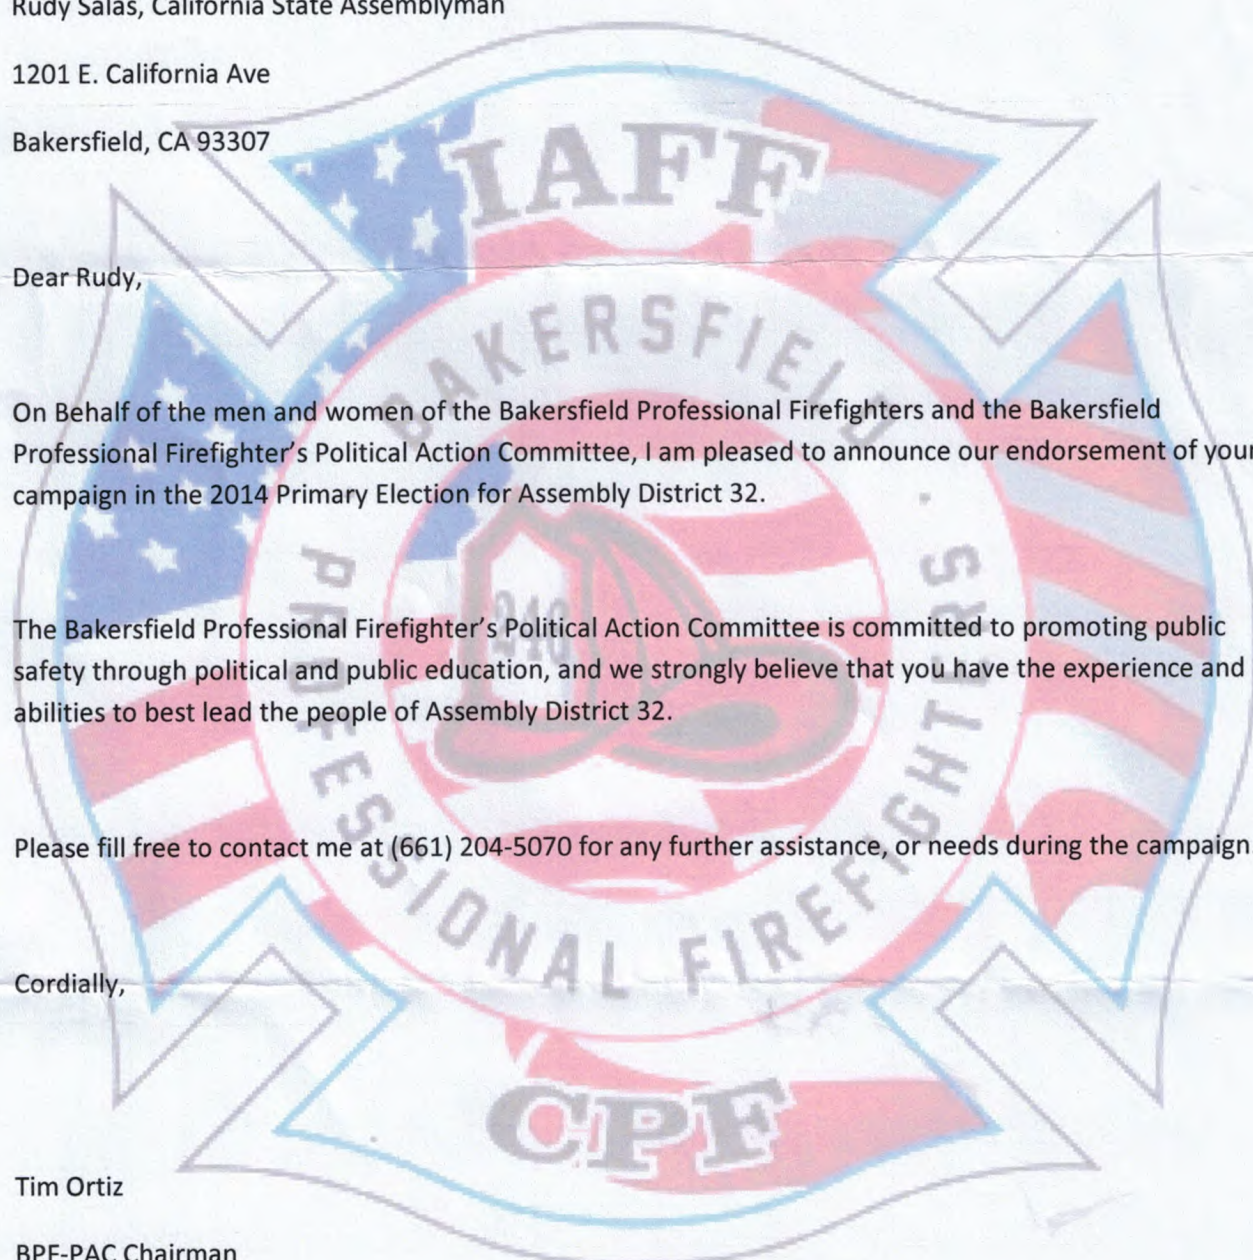 Rudy Salas, California State Assemblyman
1201 E. California Ave
Bakersfield, CA 93307
Dear Rudy,
On Behalf of the men and women of the Bakersfield Professional Firefighters and the Bakersfield
Professional Firefighter's Political Action Committee, I am pleased to announce our endorsement of your
campaign in the 2014 Primary Election for Assembly District 32.
The Bakersfield Professional Firefighter's Political Action Committee is committed to promoting public
safety through political and public education, and we strongly believe that you have the experience and
abilities to best lead the people of Assembly District 32.
Please fill free to contact me at (661) 204-5070 for any further assistance, or needs during the campaign
Cordially,
Tim Ortiz
BPF-PAC Chairman
IAFF
BAKERSFIELD
PROFESSIONAL FIREFIGHTERS
CPF